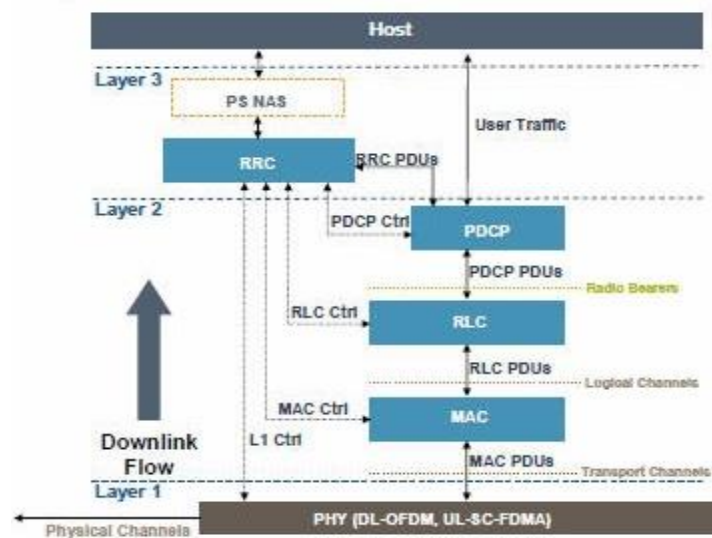 Host
Layer 3
PS NAS
User Traffic
RRC
RRC PDUs
Layer 2
PDCP Ctrl
PDCP
PDCP PDUs
Radio Bearers
RLC Ctrl
RLC
RLC PDUs
Logical Channels
MAC Ctrl
MAC
L1 Ctrl
Downlink
Flow
MAC PDUs
Transport Channels
Layer 1
PHY (DL-OFDM, UL-SC-FDMA)
Physical Channels